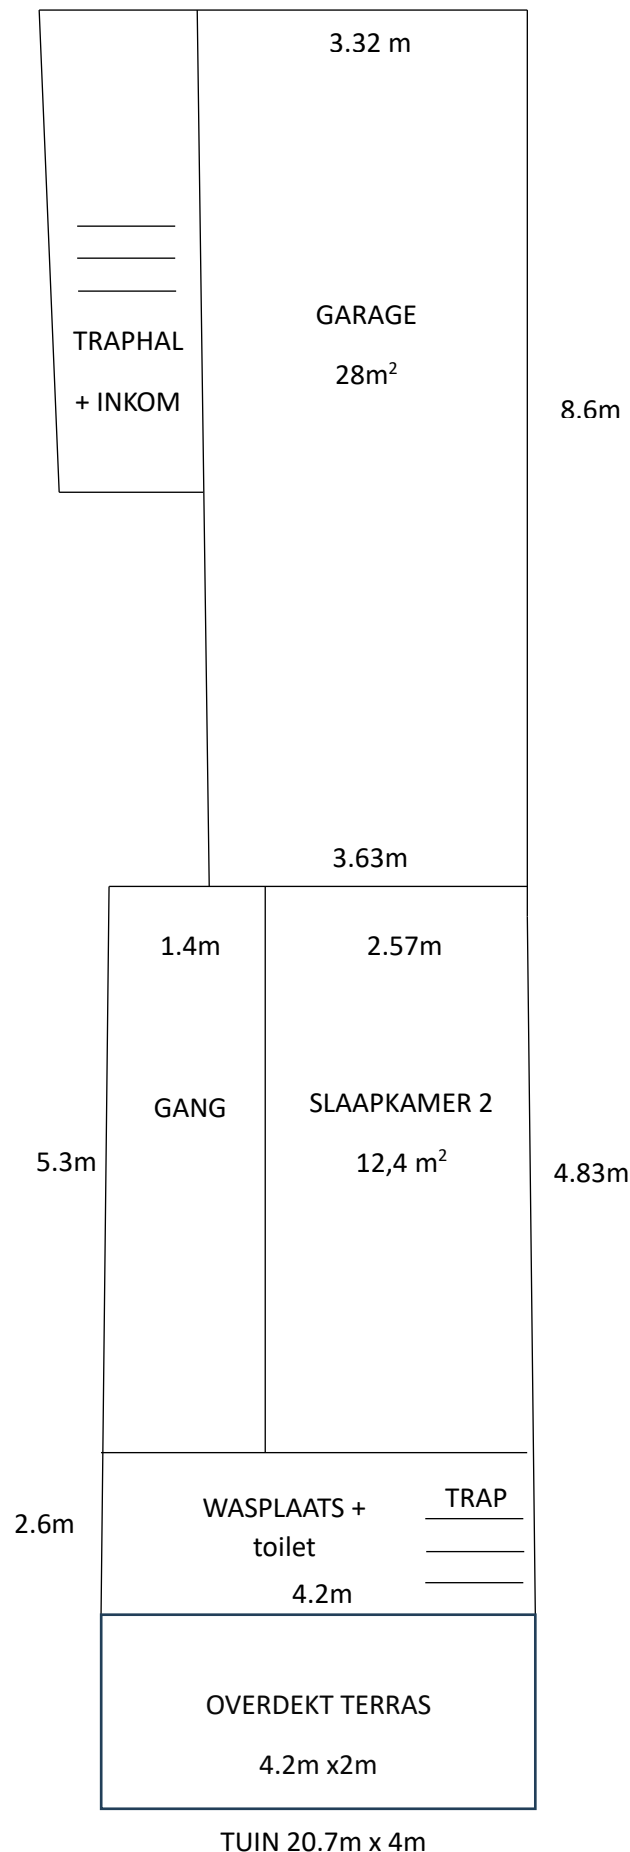 3.32 m
GARAGE
28m²
TRAPHAL
+ INKOM
8.6m
3.63m
1.4m
2.57m
GANG
SLAAPKAMER 2
12,4 m²
5.3m
4.83m
WASPLAATS +
toilet
TRAP
2.6m
4.2m
OVERDEKT TERRAS
4.2m x2m
TUIN 20.7m x 4m